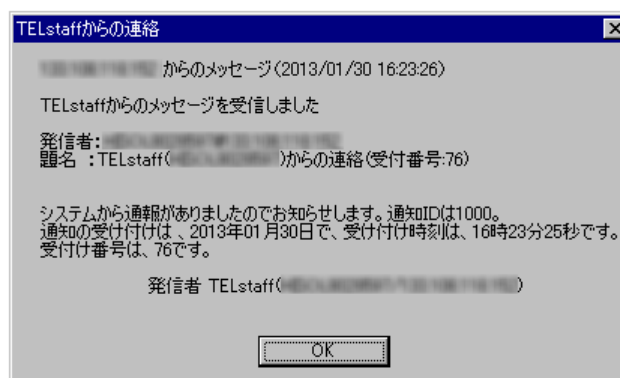 TELstaffからの連絡
からのメッセージ(2013/01/30 16:23:26)
TELstaffからのメッセージを受信しました
発信者:
題名 :TELstaff( )からの連絡(受付番号:76)
システムから通報がありましたのでお知らせします。通知IDは1000。
通知の受け付けは、2013年01月30日で、受け付け時刻は、16時23分25秒です。
受付け番号は、76です。
発信者 TELstaff( )
OK